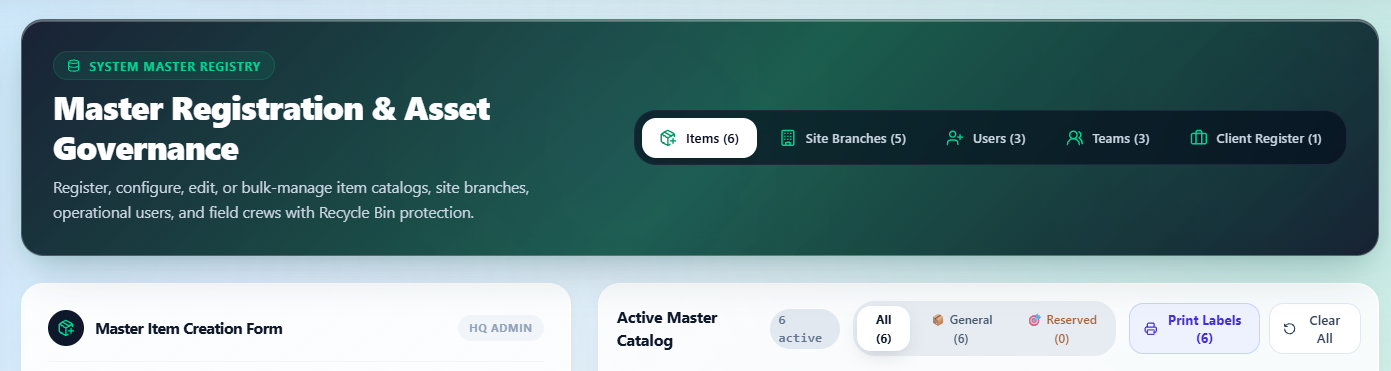 SYSTEM MASTER REGISTRY
Master Registration & Asset
Governance
Register, configure, edit, or bulk-manage item catalogs, site branches,
operational users, and field crews with Recycle Bin protection.
Items (6)
Site Branches (5)
Users (3)
Teams (3)
Client Register (1)
Master Item Creation Form
HQ ADMIN
Active Master
Catalog
6
active
All
(6)
General
(6)
Reserved
(0)
Print Labels
(6)
Clear
All